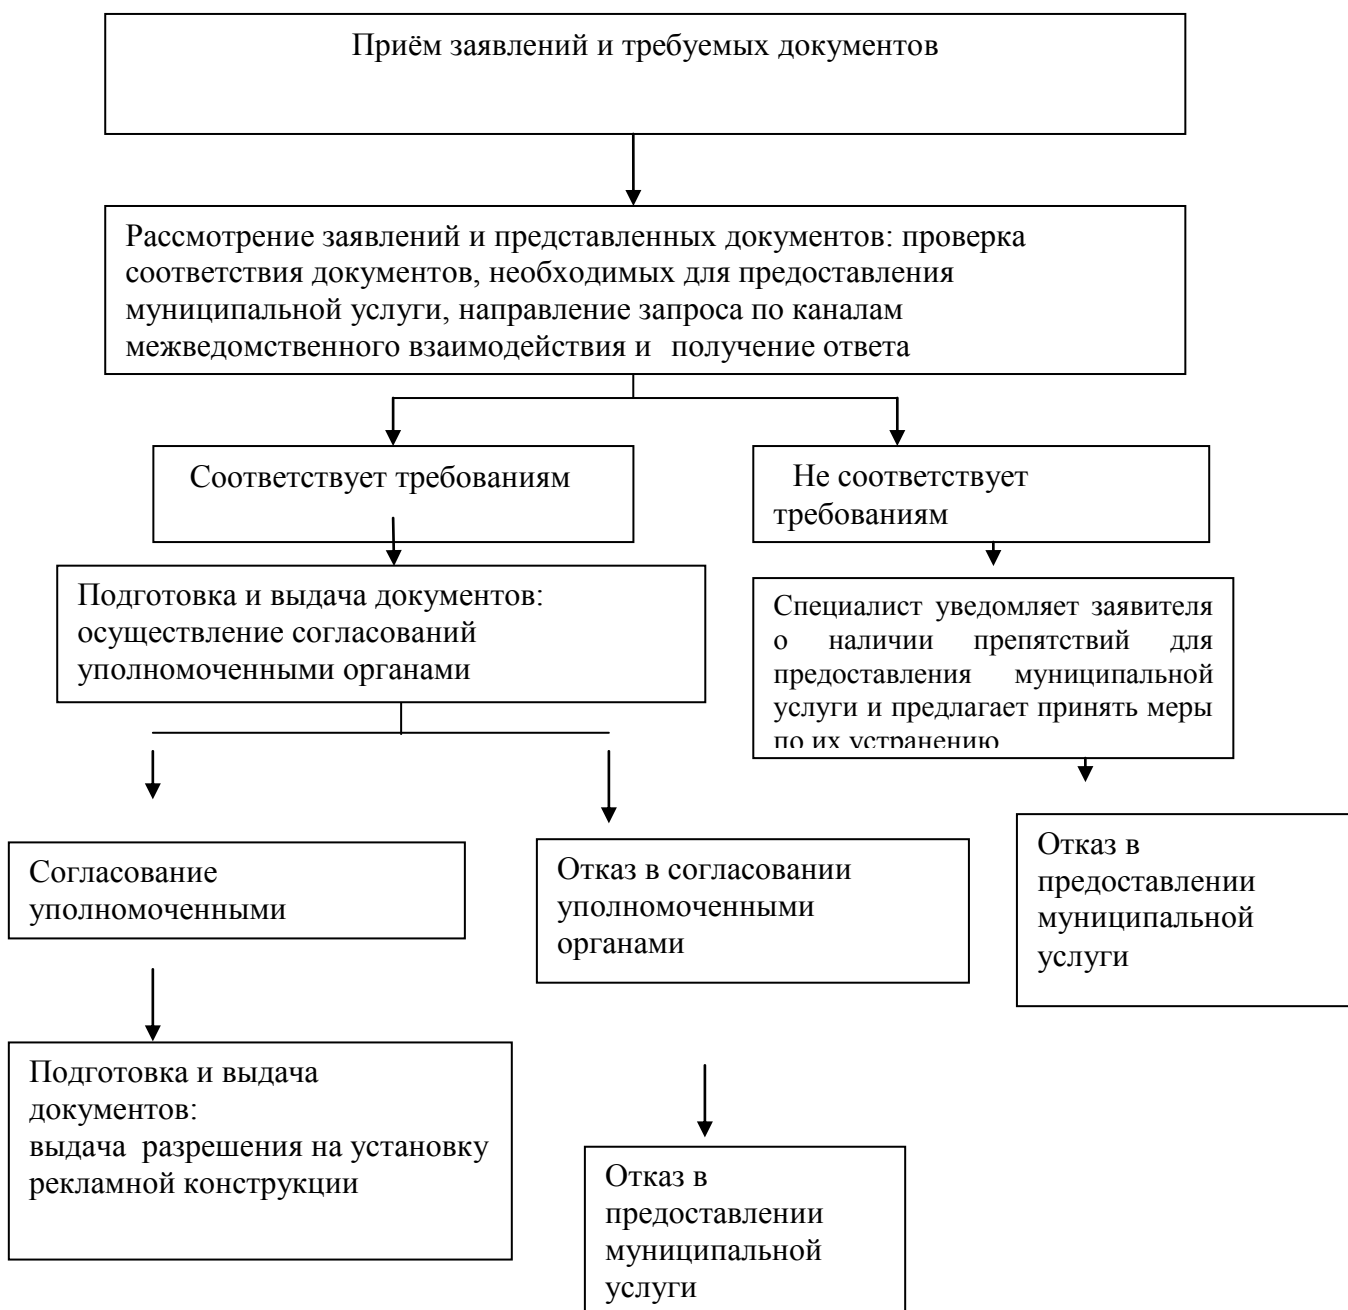 Приём заявлений и требуемых документов
Рассмотрение заявлений и представленных документов: проверка
соответствия документов, необходимых для предоставления
муниципальной услуги, направление запроса по каналам
межведомственного взаимодействия и получение ответа
Соответствует требованиям
Не соответствует
требованиям
Подготовка и выдача документов:
осуществление согласований
уполномоченными органами
Специалист уведомляет заявителя
о наличии препятствий для
предоставления муниципальной
услуги и предлагает принять меры
по их устранению
Согласование
уполномоченными
Отказ в согласовании
уполномоченными
органами
Отказ в
предоставлении
муниципальной
услуги
Подготовка и выдача
документов:
выдача разрешения на установку
рекламной конструкции
Отказ в
предоставлении
муниципальной
услуги